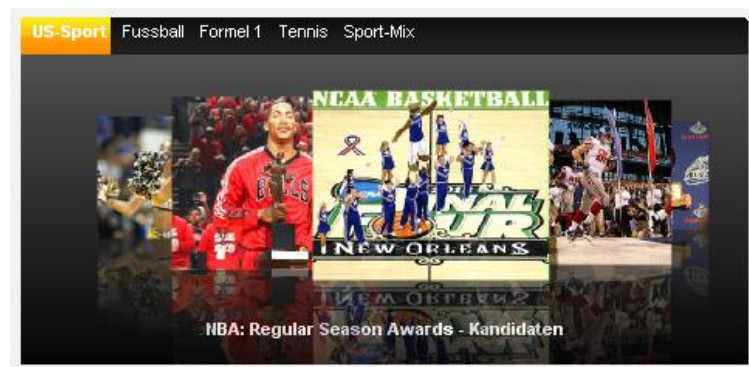 US-Sport Fussball Formel 1 Tennis Sport-Mix
NCAA BASKETBALL
BULLS
FINAL
FOUR
NEW ORLEANS
NBA: Regular Season Awards - Kandidaten